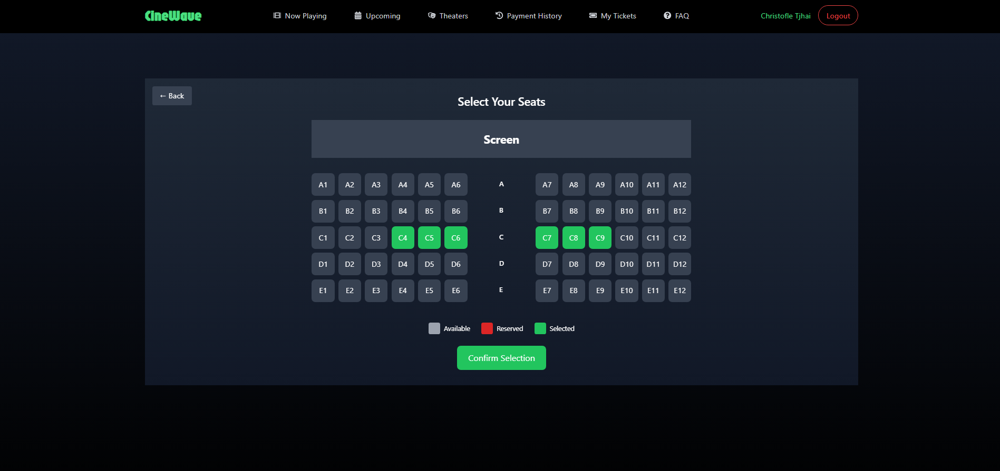 CineWave Now Playing Upcoming Theaters Payment History My Tickets FAQ Christofle Tjhai Logout
← Back
Select Your Seats
Screen
A1 A2 A3 A4 A5 A6 A A7 A8 A9 A10 A11 A12
B1 B2 B3 B4 B5 B6 B B7 B8 B9 B10 B11 B12
C1 C2 C3 C4 C5 C6 C C7 C8 C9 C10 C11 C12
D1 D2 D3 D4 D5 D6 D D7 D8 D9 D10 D11 D12
E1 E2 E3 E4 E5 E6 E E7 E8 E9 E10 E11 E12
Available Reserved Selected
Confirm Selection